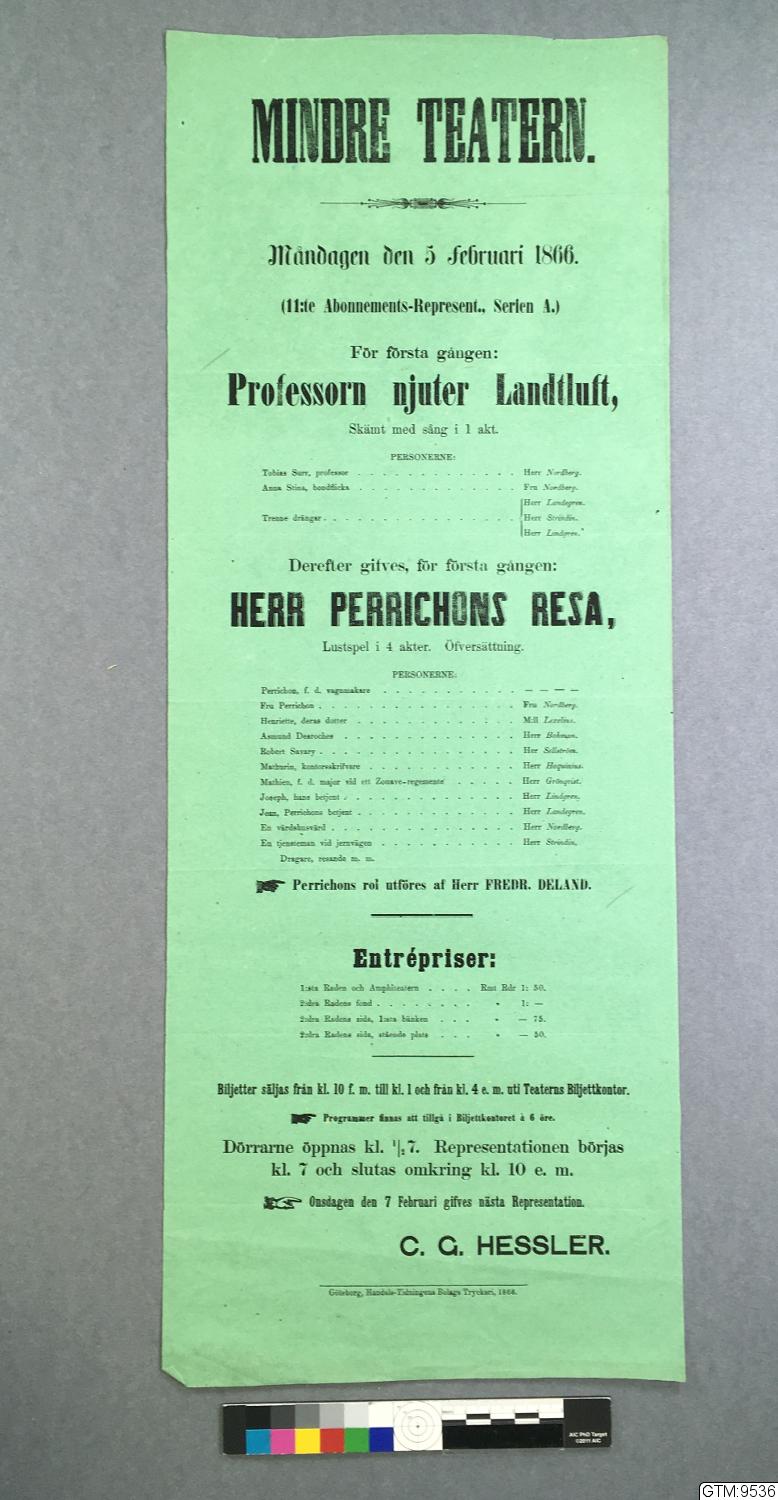 MINDRE TEATERN.
Måndagen den 5 Februari 1866.
(11:te Abonnements-Represent., Serien A.)
För första gången:
Professorn njuter Landtluft,
Skämt med sång i 1 akt.
PERSONERNE:
Tobias Surr, professor . . . . . . . . . . . . . Herr Nordberg.
Anna Stina, bondflicka . . . . . . . . . . . . . Fru Nordberg.
Herr Landegren.
Trenne drängar . . . . . . . . . . . . . . . Herr Strindin.
Herr Lindgren.
Derefter gifves, för första gången:
HERR PERRICHONS RESA,
Lustspel i 4 akter. Öfversättning.
PERSONERNE:
Perrichon, f. d. vagnmakare . . . . . . . . . . . — — — —
Fru Perrichon . . . . . . . . . . . . . . . Fru Nordberg.
Henriette, deras dotter . . . . . . . . . . . . M:ll Lexelius.
Asmund Desroches . . . . . . . . . . . . . Herr Bohman.
Robert Savary . . . . . . . . . . . . . . . Her Sellström.
Mathurin, kontorsskrifvare . . . . . . . . . . . . Herr Hoquinius.
Mathieu, f. d. major vid ett Zouave-regemente . . . . . Herr Grönqvist.
Joseph, hans betjent . . . . . . . . . . . . . Herr Lindgren.
Jean, Perrichons betjent . . . . . . . . . . . . Herr Landegren.
En värdshusvärd . . . . . . . . . . . . . . Herr Nordberg.
En tjensteman vid jernvägen . . . . . . . . . . Herr Strindin.
Dragare, resande m. m.
Perrichons rol utföres af Herr FREDR. DELAND.
Entrépriser:
1:sta Raden och Amphiteatern . . . . Rmt Rdr 1: 50.
2:dra Radens fond . . . . . . . . " 1: —
2:dra Radens sida, 1:sta bänken . . . " — 75.
2:dra Radens sida, stående plats . . . " — 50.
Biljetter säljas från kl. 10 f. m. till kl. 1 och från kl. 4 e. m. uti Teaterns Biljettkontor.
Programmer finnas att tillgå i Biljettkontoret à 6 öre.
Dörrarne öppnas kl. 1/2 7. Representationen börjas
kl. 7 och slutas omkring kl. 10 e. m.
Onsdagen den 7 Februari gifves nästa Representation.
C. G. HESSLER.
Göteborg, Handels-Tidningens Bolags Tryckeri, 1866.
AIC PhD Target
©2011 AIC
GTM:9536